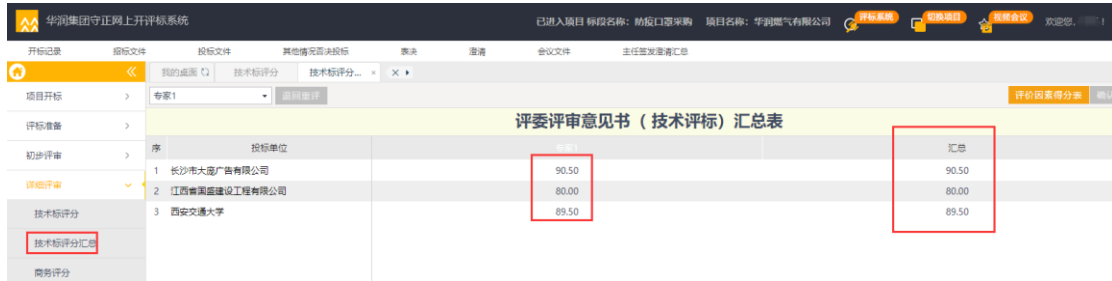 华润集团守正网上开评标系统 已进入项目 标段名称：防疫口罩采购 项目名称：华润燃气有限公司 评标系统 切换项目 视频会议 欢迎您. ！
开标记录 招标文件 投标文件 其他情况否决投标 表决 澄清 会议文件 主任签发澄清汇总
我的桌面 技术标评分 技术标评分...
项目开标 专家1 退回重评 评价因素得分表
评标准备 评委评审意见书（技术评标）汇总表
初步评审 序 投标单位 专家1 汇总
1 长沙市大庞广告有限公司 90.50 90.50
详细评审 2 江西省国盛建设工程有限公司 80.00 80.00
技术标评分 3 西安交通大学 89.50 89.50
技术标评分汇总
商务评分